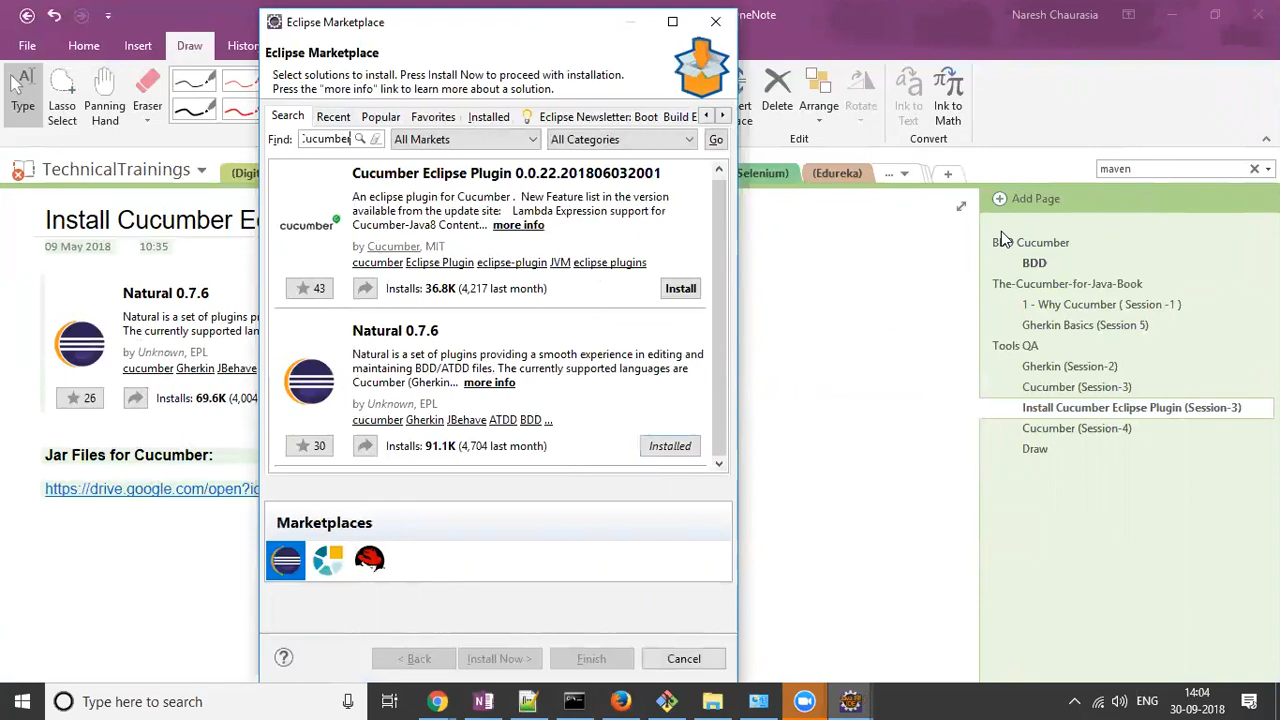 Eclipse Marketplace
Naresh Chaurasia
File
Home
Insert
Draw
Type
Lasso
Select
Panning
Hand
Eraser
Delete
Arrange
Rotate
Ink to
Text
Ink to
Math
Edit
Convert
Eclipse Marketplace
Select solutions to install. Press Install Now to proceed with installation.
Press the "more info" link to learn more about a solution.
Search
Recent
Popular
Favorites
Installed
Eclipse Newsletter: Boot Build E
Find:
All Markets
All Categories
Go
TechnicalTrainings
(Edureka)
...
maven
Install Cucumber E
09 May 2018 10:35
Natural 0.7.6
Natural is a set of plugins pro
The currently supported lang
by Unknown, EPL
cucumber Gherkin JBehave
26
Installs: 69.6K (4,004
Jar Files for Cucumber:
https://drive.google.com/open?i
Cucumber Eclipse Plugin 0.0.22.201806032001
An eclipse plugin for Cucumber . New Feature list in the version
available from the update site: Lambda Expression support for
Cucumber-Java8 Content... more info
by Cucumber, MIT
cucumber Eclipse Plugin eclipse-plugin JVM eclipse plugins
43
Installs: 36.8K (4,217 last month)
Install
cucumber
Natural 0.7.6
Natural is a set of plugins providing a smooth experience in editing and
maintaining BDD/ATDD files. The currently supported languages are
Cucumber (Gherkin... more info
by Unknown, EPL
cucumber Gherkin JBehave ATDD BDD ...
30
Installs: 91.1K (4,704 last month)
Installed
Marketplaces
< Back
Install Now >
Finish
Cancel
Add Page
Cucumber
BDD
The-Cucumber-for-Java-Book
1 - Why Cucumber ( Session -1 )
Gherkin Basics (Session 5)
Tools QA
Gherkin (Session-2)
Cucumber (Session-3)
Install Cucumber Eclipse Plugin (Session-3)
Cucumber (Session-4)
Draw
Type here to search
ENG
14:04
30-09-2018